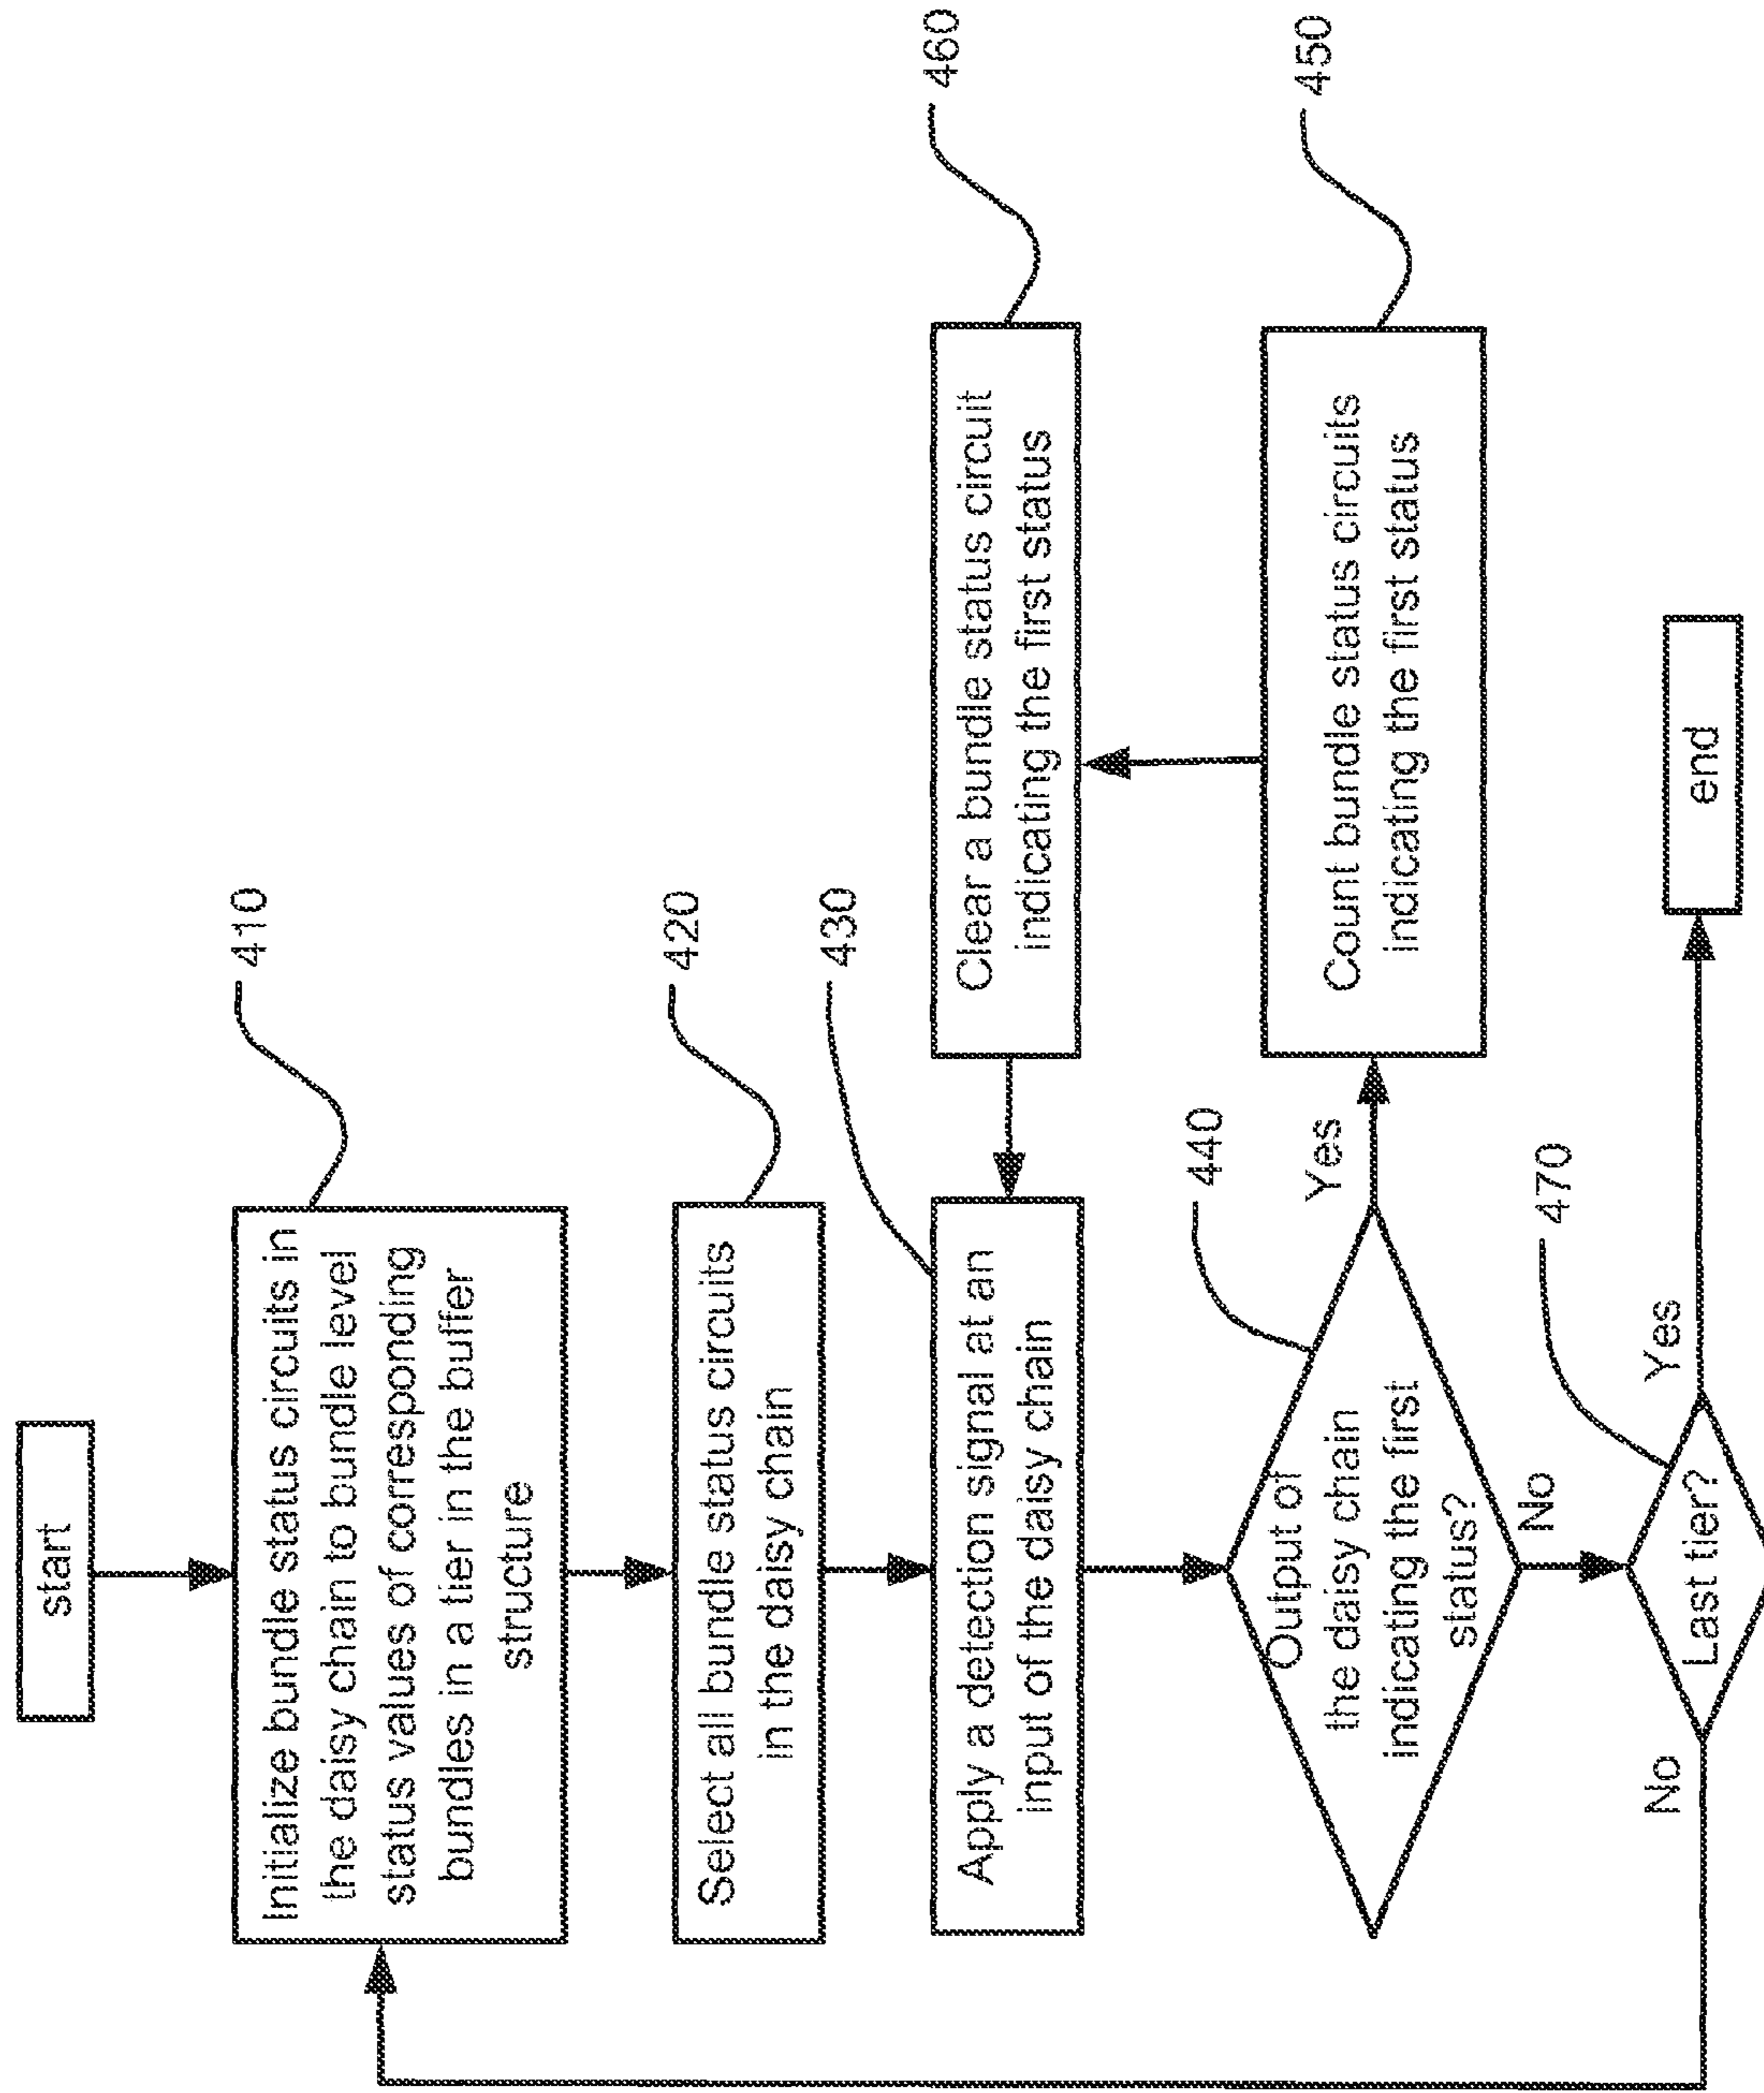 start
Initialize bundle status circuits in
the daisy chain to bundle level
status values of corresponding
bundles in a tier in the buffer
structure
410
Select all bundle status circuits
in the daisy chain
420
Apply a detection signal at an
input of the daisy chain
430
Clear a bundle status circuit
indicating the first status
460
Output of
the daisy chain
indicating the first
status?
440
Yes
No
Count bundle status circuits
indicating the first status
450
Last tier?
470
Yes
No
end